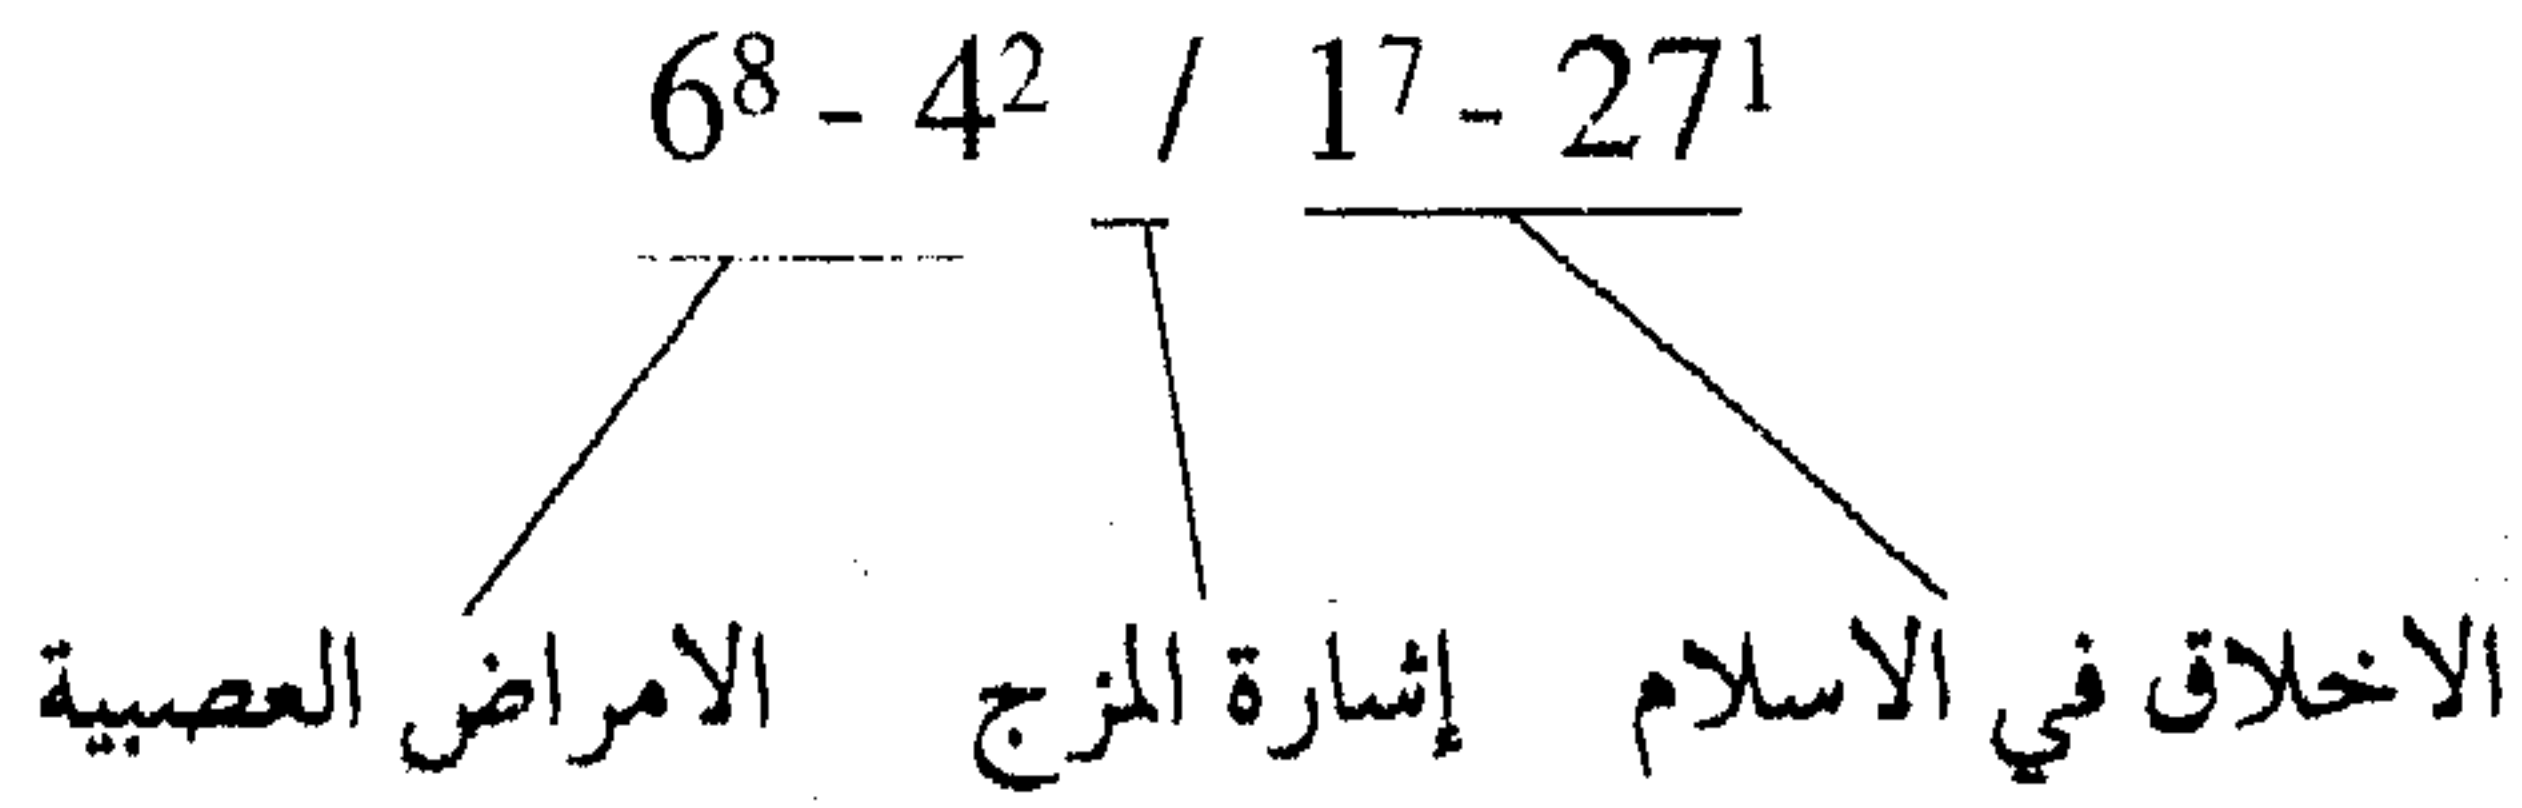 6⁸ - 4² / 1⁷ - 27¹
الاخلاق في الاسلام إشارة المزج الامراض العصبية